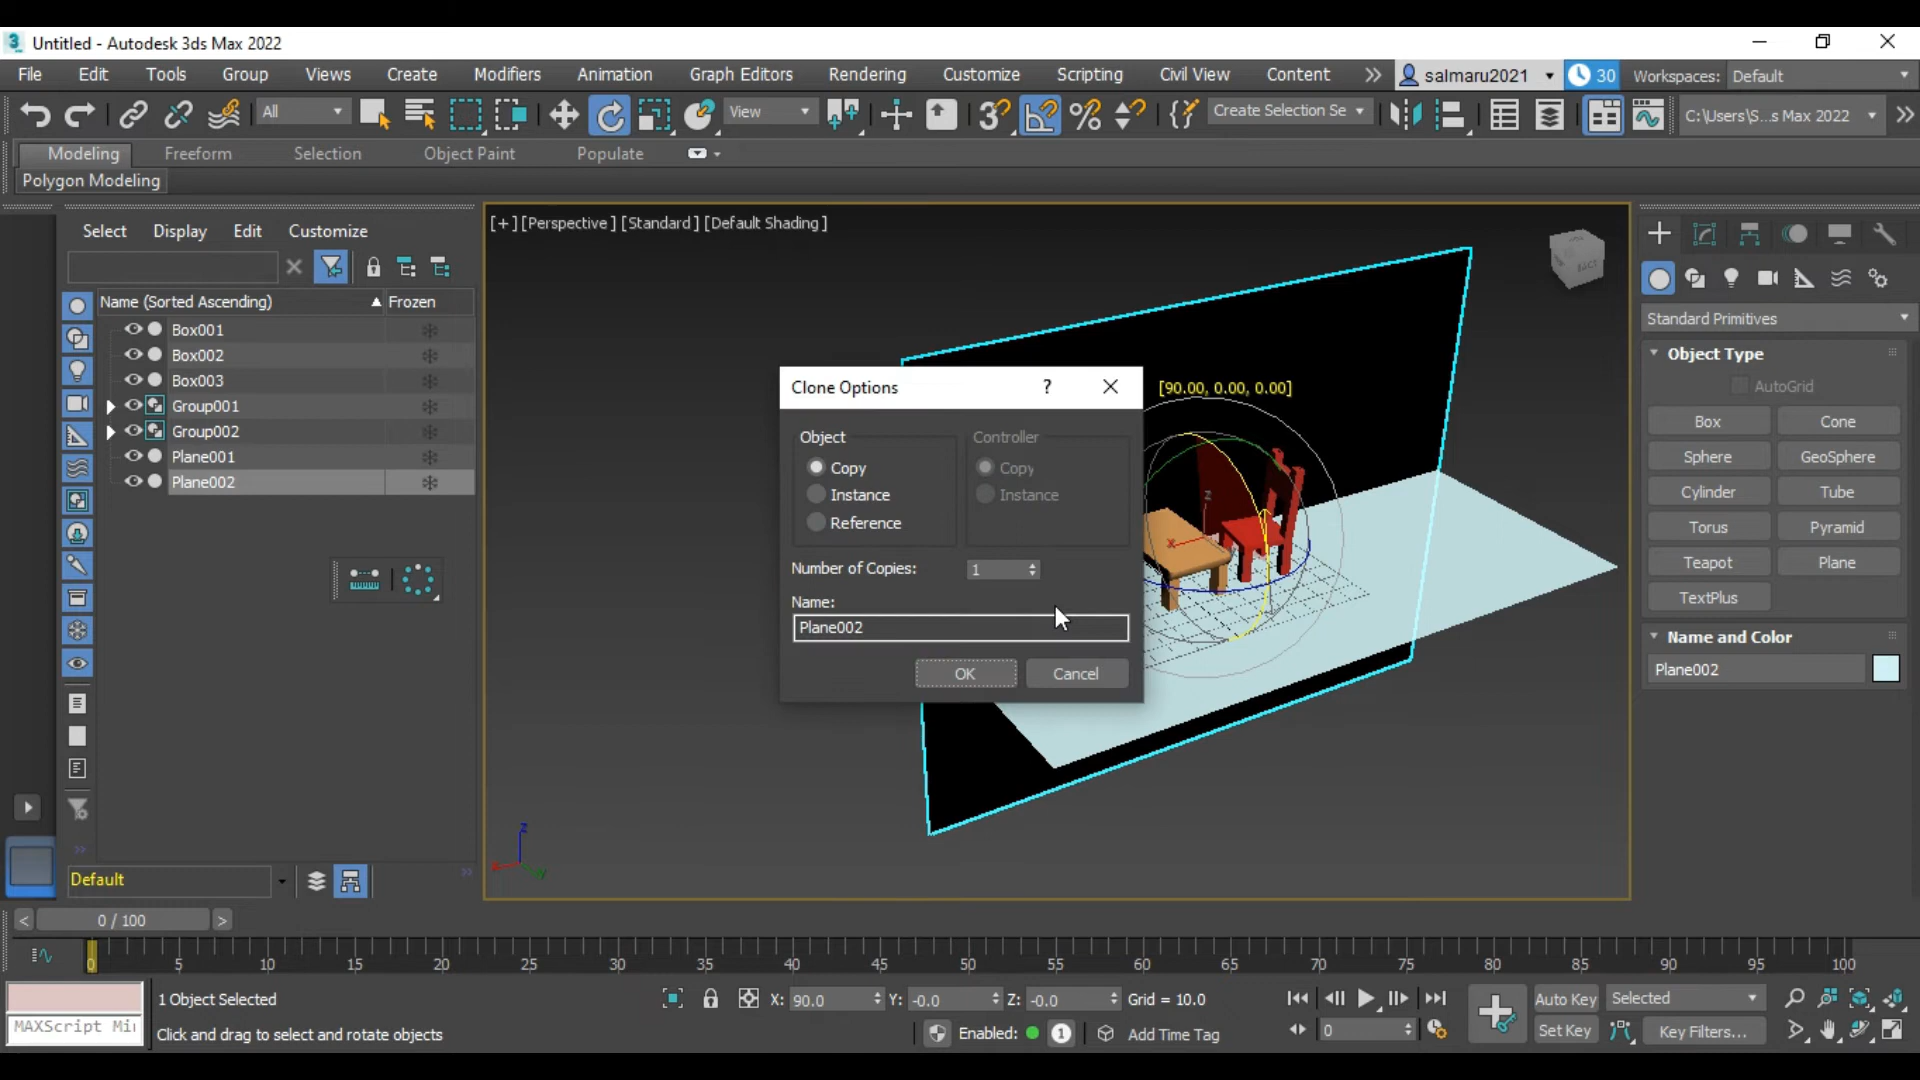 Untitled - Autodesk 3ds Max 2022
File Edit Tools Group Views Create Modifiers Animation Graph Editors Rendering Customize Scripting Civil View Content salmaru2021 30 Workspaces: Default
All View Create Selection Se C:\Users\S...s Max 2022
Modeling Freeform Selection Object Paint Populate
Polygon Modeling
Select Display Edit Customize
Name (Sorted Ascending) Frozen
Box001
Box002
Box003
Group001
Group002
Plane001
Plane002
Default
[+] [Perspective] [Standard] [Default Shading]
[90.00, 0.00, 0.00]
Clone Options ?
Object Controller
Copy Copy
Instance Instance
Reference
Number of Copies: 1
Name:
Plane002
OK Cancel
x
z
z
x
y
Standard Primitives
Object Type
AutoGrid
Box Cone
Sphere GeoSphere
Cylinder Tube
Torus Pyramid
Teapot Plane
TextPlus
Name and Color
Plane002
< 0 / 100 >
0 5 10 15 20 25 30 35 40 45 50 55 60 65 70 75 80 85 90 95 100
1 Object Selected X: 90.0 Y: -0.0 Z: -0.0 Grid = 10.0 Auto Key Selected
MAXScript Mi Click and drag to select and rotate objects Enabled: 1 Add Time Tag 0 Set Key Key Filters...